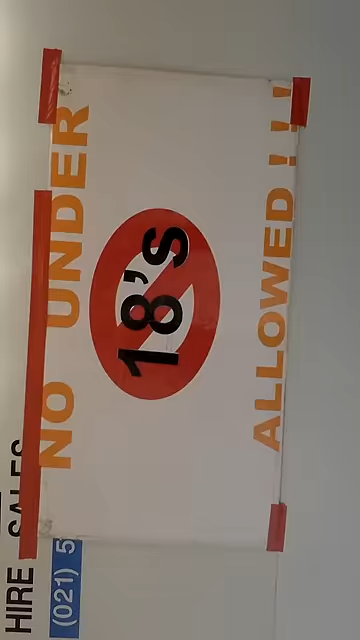 NO UNDER
18's
ALLOWED !!!
HIRE SALES
(021) 5